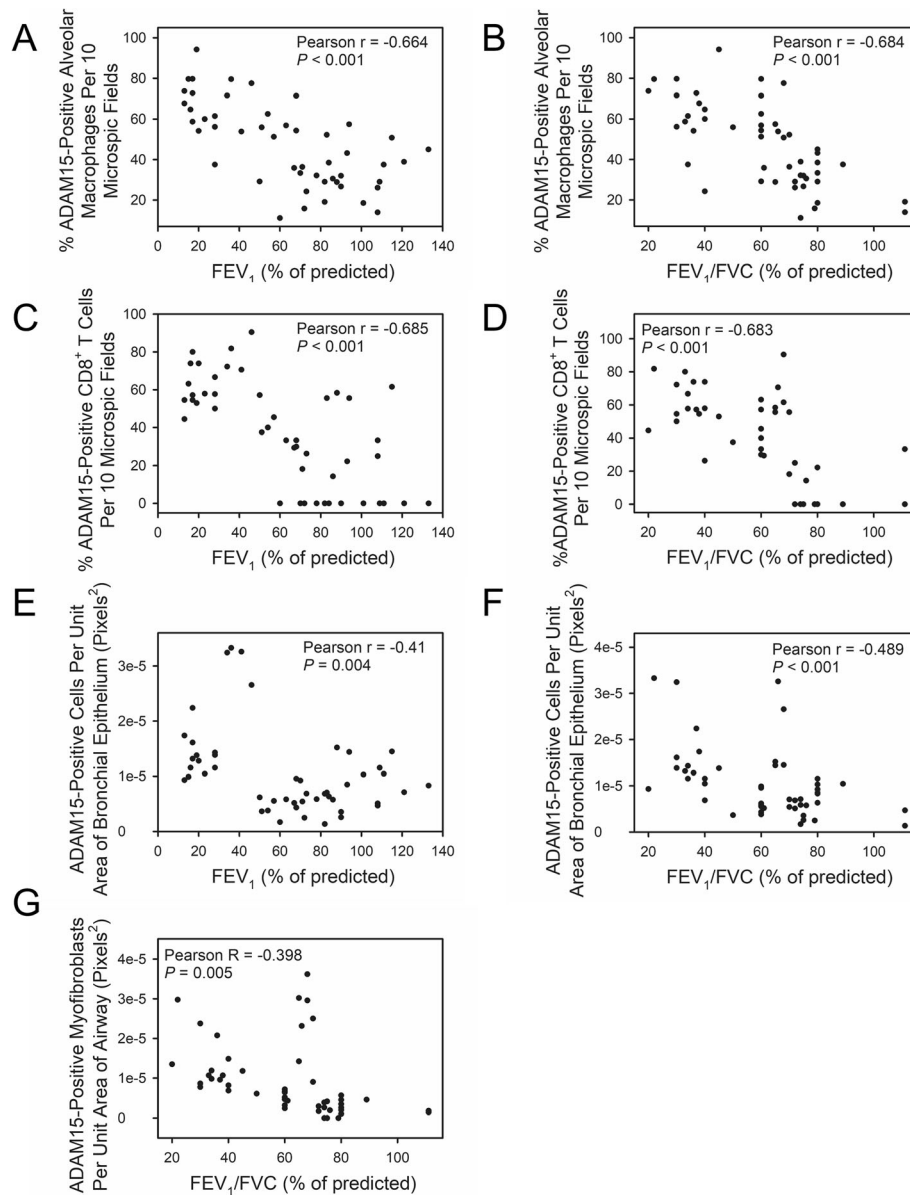 A
% ADAM15-Positive Alveolar
Macrophages Per 10
Microspic Fields
Pearson r = -0.664
P < 0.001
100
80
60
40
20
0 20 40 60 80 100 120 140
FEV₁ (% of predicted)
B
% ADAM15-Positive Alveolar
Macrophages Per 10
Microspic Fields
Pearson r = -0.684
P < 0.001
100
80
60
40
20
20 40 60 80 100
FEV₁/FVC (% of predicted)
C
% ADAM15-Positive CD8⁺ T Cells
Per 10 Microspic Fields
Pearson r = -0.685
P < 0.001
100
80
60
40
20
0
0 20 40 60 80 100 120 140
FEV₁ (% of predicted)
D
%ADAM15-Positive CD8⁺ T Cells
Per 10 Microspic Fields
Pearson r = -0.683
P < 0.001
100
80
60
40
20
0
20 40 60 80 100
FEV₁/FVC (% of predicted)
E
ADAM15-Positive Cells Per Unit
Area of Bronchial Epithelium (Pixels²)
Pearson r = -0.41
P = 0.004
3e-5
2e-5
1e-5
0
0 20 40 60 80 100 120 140
FEV₁ (% of predicted)
F
ADAM15-Positive Cells Per Unit
Area of Bronchial Epithelium (Pixels²)
Pearson r = -0.489
P < 0.001
4e-5
3e-5
1e-5
1e-5
0
20 40 60 80 100
FEV₁/FVC (% of predicted)
G
ADAM15-Positive Myofibroblasts
Per Unit Area of Airway (Pixels²)
Pearson R = -0.398
P = 0.005
4e-5
3e-5
2e-5
1e-5
0
20 40 60 80 100
FEV₁/FVC (% of predicted)